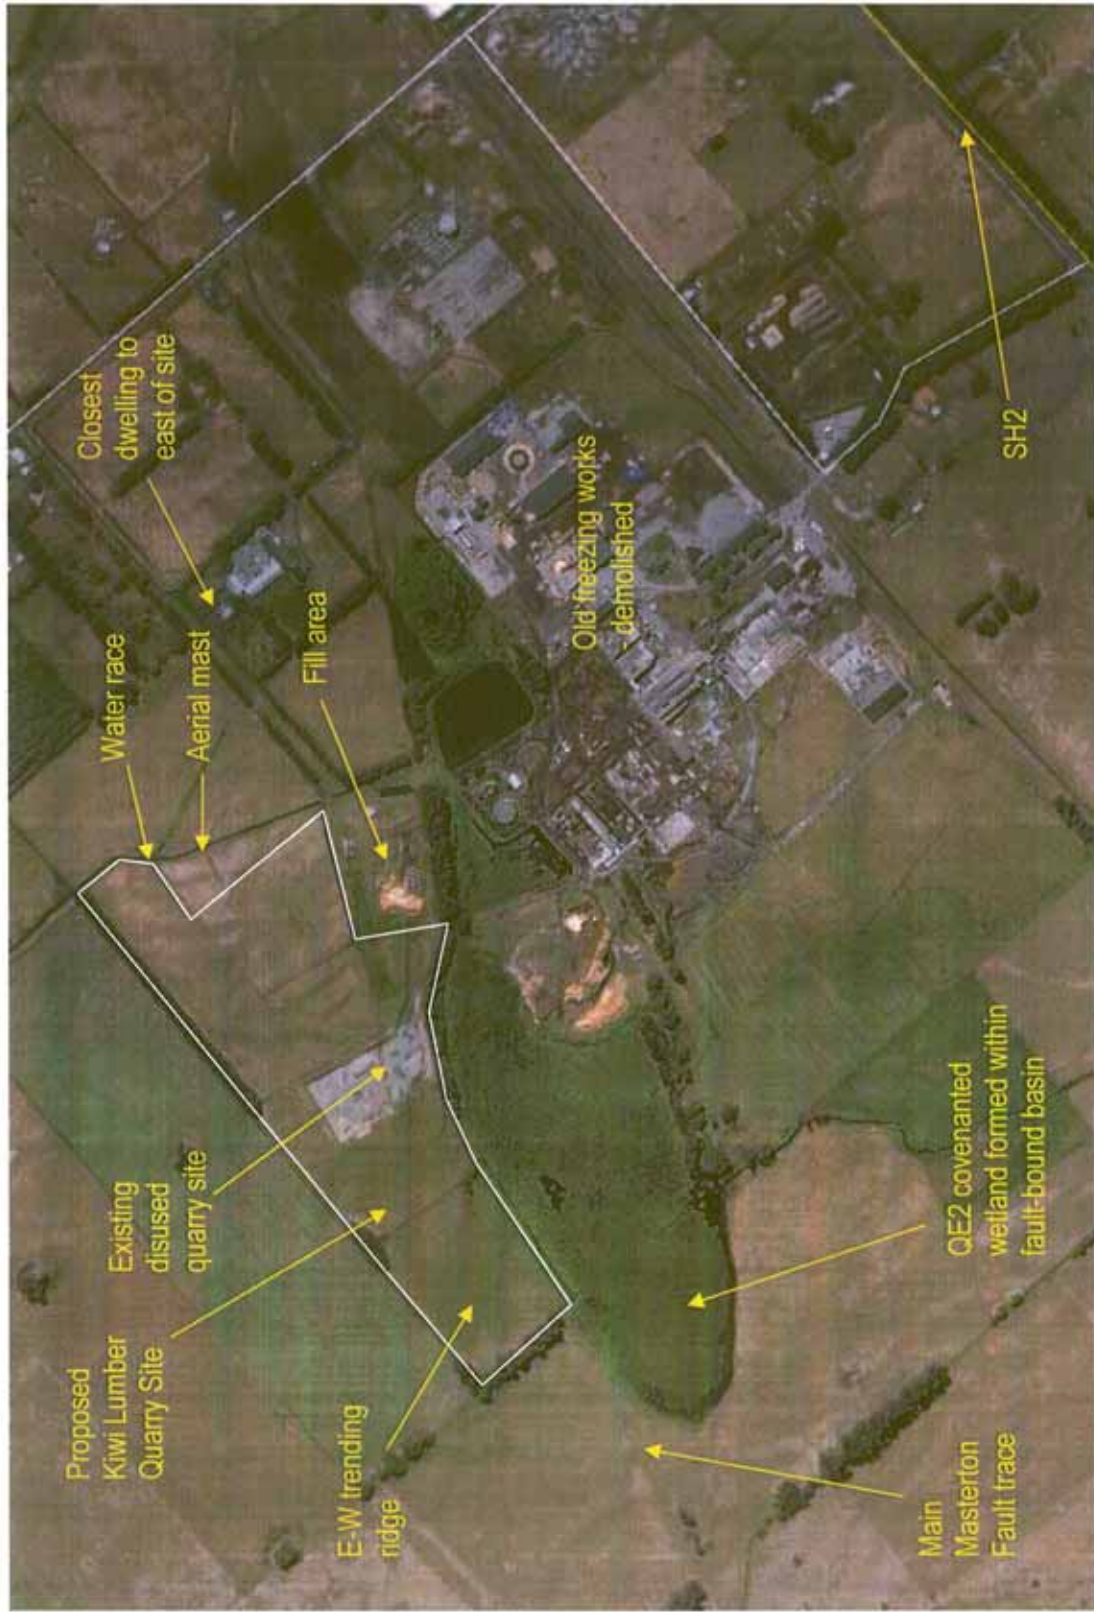 Proposed
Kiwi Lumber
Quarry Site
Existing
disused
quarry site
Water race
Aerial mast
Closest
dwelling to
east of site
Fill area
E-W trending
ridge
Old freezing works
- demolished
Main
Masterton
Fault trace
QE2 covenanted
wetland formed within
fault-bound basin
SH2